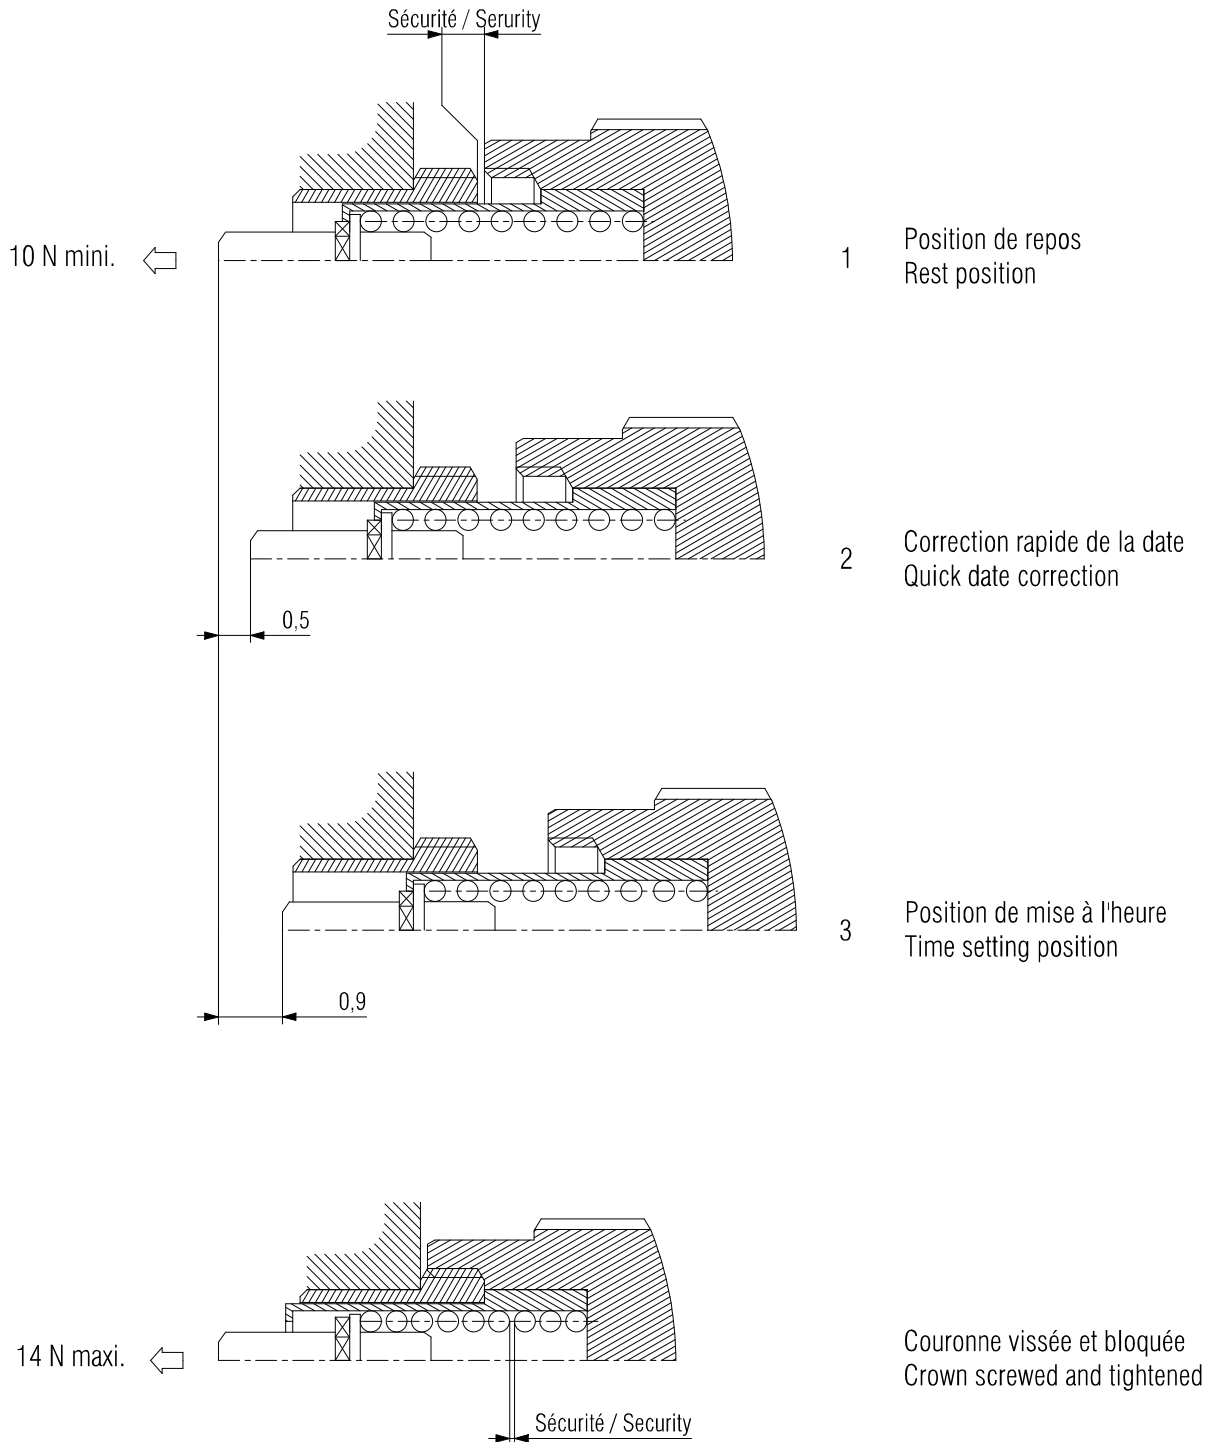 Sécurité / Serurity
10 N mini.
1
Position de repos
Rest position
2
Correction rapide de la date
Quick date correction
0,5
3
Position de mise à l'heure
Time setting position
0,9
14 N maxi.
Couronne vissée et bloquée
Crown screwed and tightened
Sécurité / Security